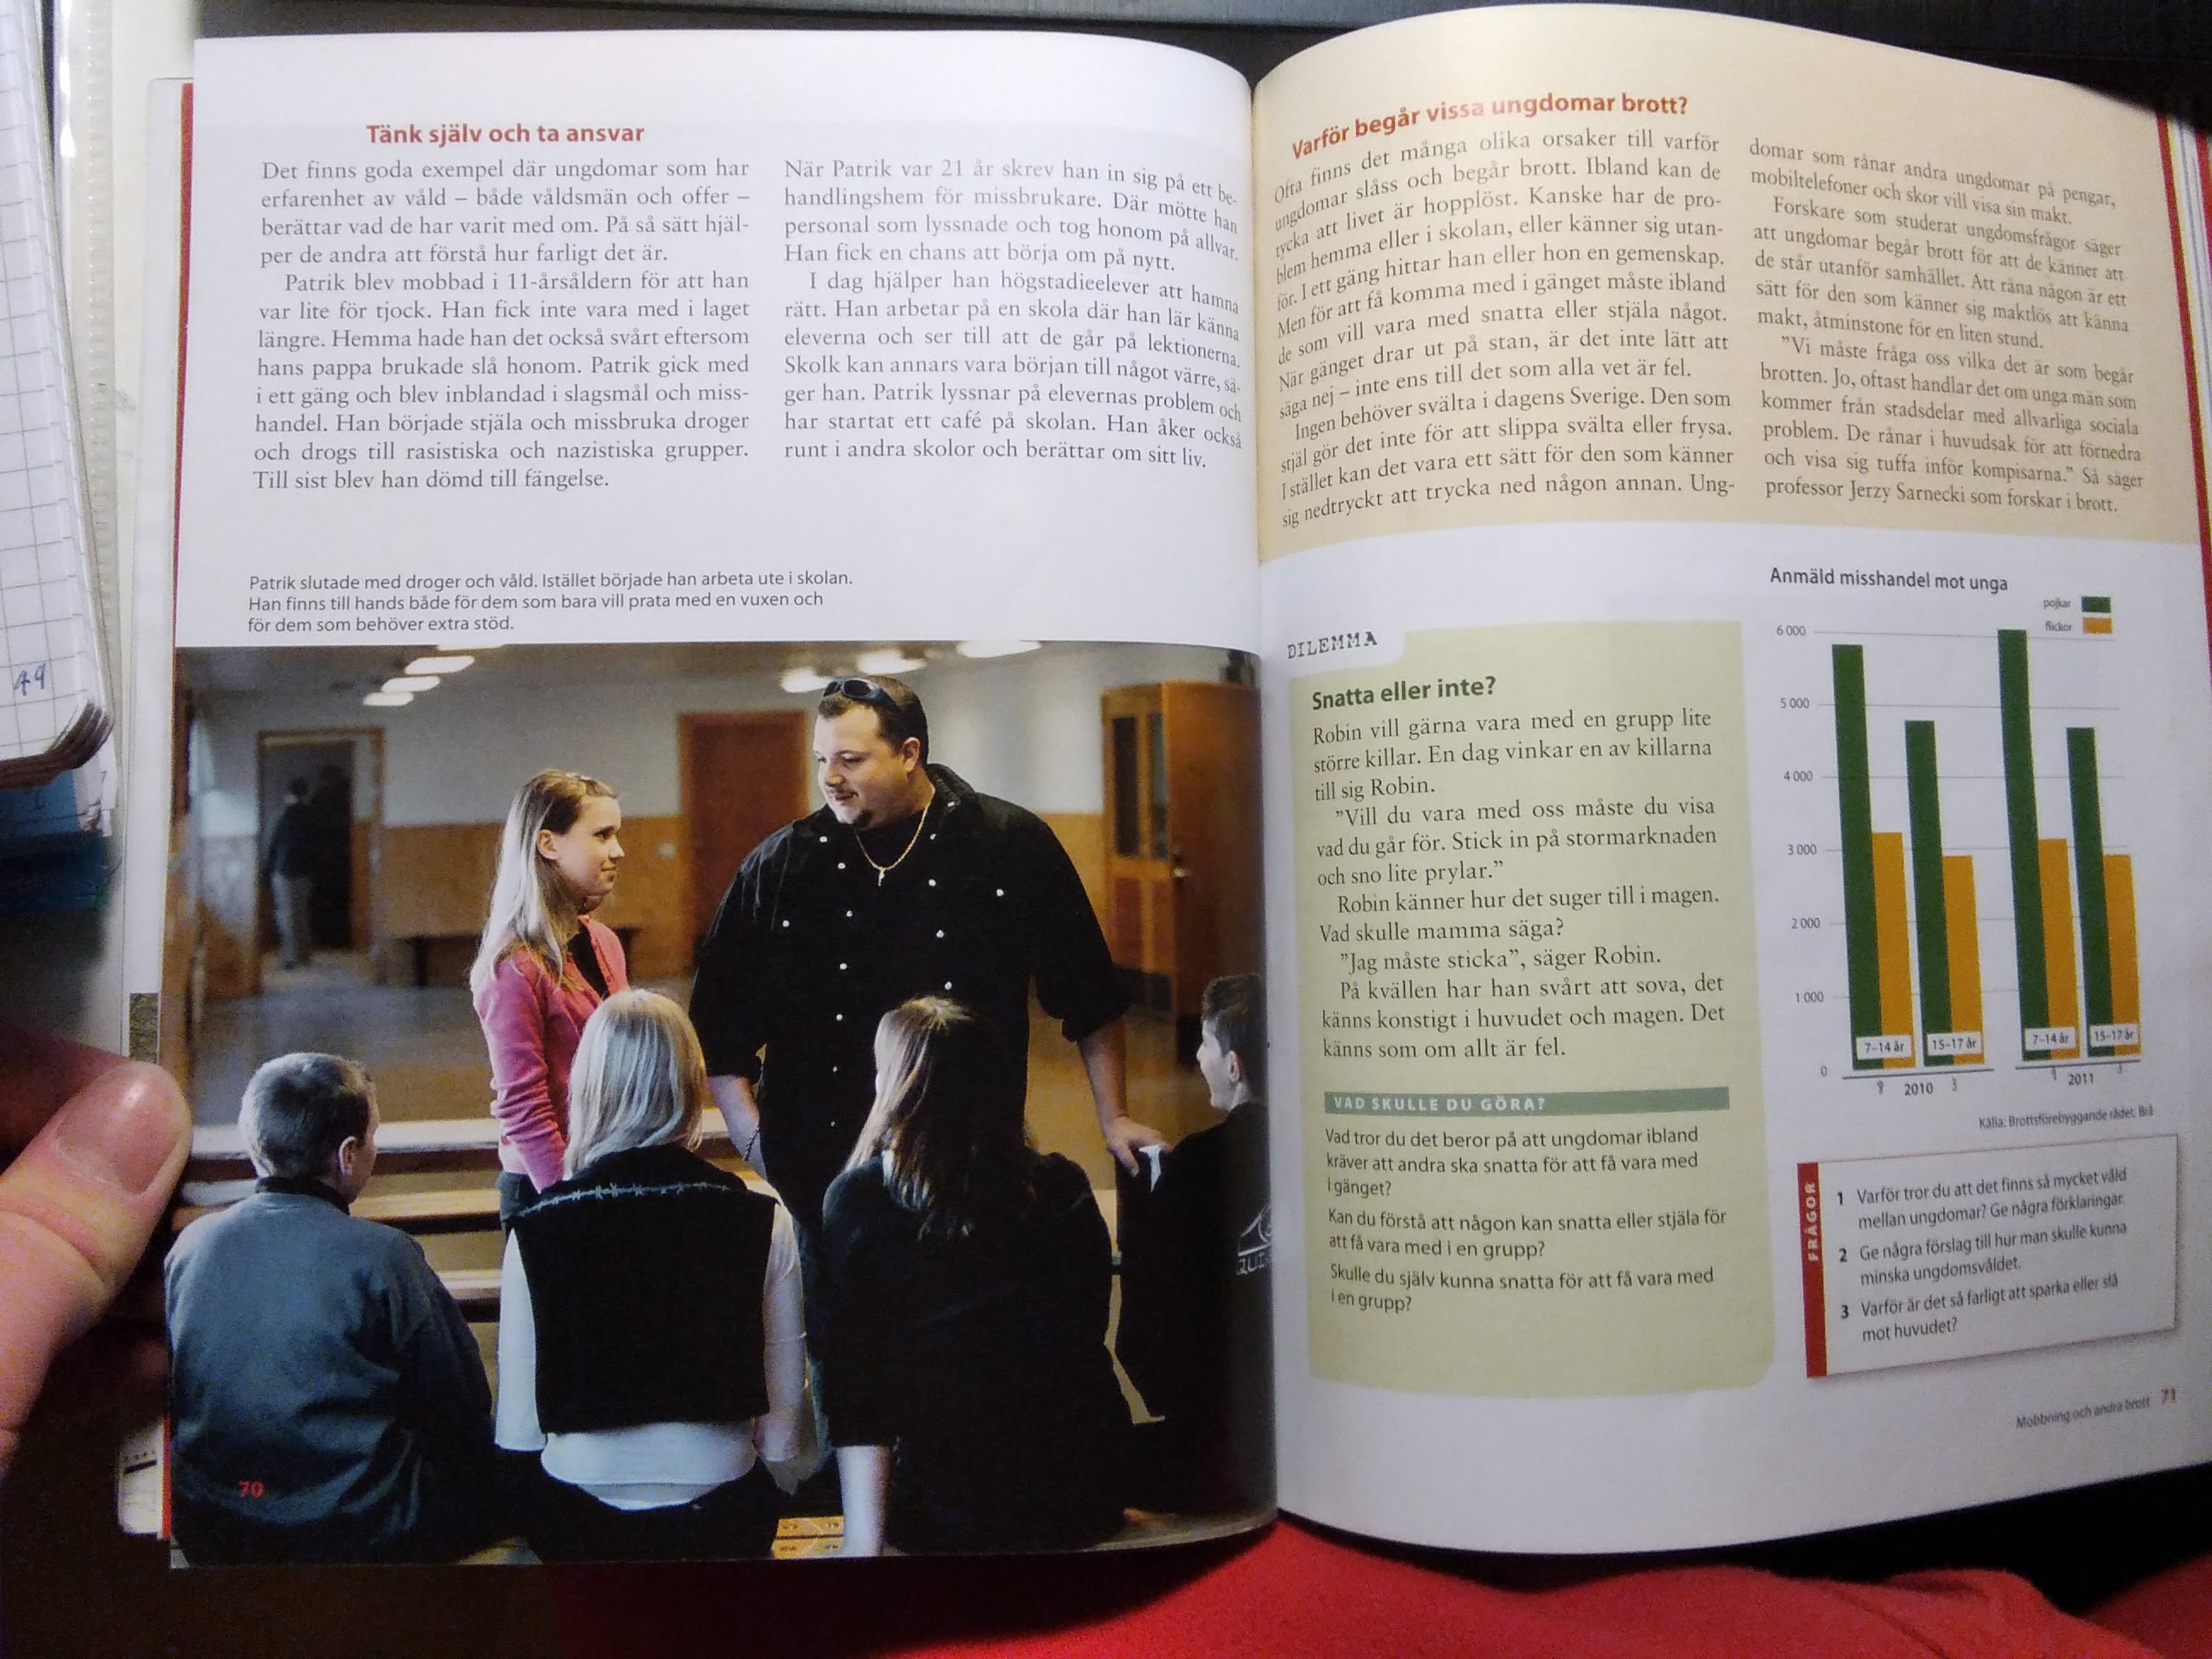 Tänk själv och ta ansvar
Det finns goda exempel där ungdomar som har
erfarenhet av våld – både våldsmän och offer –
berättar vad de har varit med om. På så sätt hjäl-
per de andra att förstå hur farligt det är.
Patrik blev mobbad i 11-årsåldern för att han
var lite för tjock. Han fick inte vara med i laget
längre. Hemma hade han det också svårt eftersom
hans pappa brukade slå honom. Patrik gick med
i ett gäng och blev inblandad i slagsmål och miss-
handel. Han började stjäla och missbruka droger
och drogs till rasistiska och nazistiska grupper.
Till sist blev han dömd till fängelse.
När Patrik var 21 år skrev han in sig på ett be-
handlingshem för missbrukare. Där mötte han
personal som lyssnade och tog honom på allvar.
Han fick en chans att börja om på nytt.
I dag hjälper han högstadieelever att hamna
rätt. Han arbetar på en skola där han lär känna
eleverna och ser till att de går på lektionerna.
Skolk kan annars vara början till något värre, sä-
ger han. Patrik lyssnar på elevernas problem och
har startat ett café på skolan. Han åker också
runt i andra skolor och berättar om sitt liv.
Patrik slutade med droger och våld. Istället började han arbeta ute i skolan.
Han finns till hands både för dem som bara vill prata med en vuxen och
för dem som behöver extra stöd.
49
70
Varför begår vissa ungdomar brott?
Ofta finns det många olika orsaker till varför
ungdomar slåss och begår brott. Ibland kan de
tycka att livet är hopplöst. Kanske har de pro-
blem hemma eller i skolan, eller känner sig utan-
för. I ett gäng hittar han eller hon en gemenskap.
Men för att få komma med i gänget måste ibland
de som vill vara med snatta eller stjäla något.
När gänget drar ut på stan, är det inte lätt att
säga nej – inte ens till det som alla vet är fel.
Ingen behöver svälta i dagens Sverige. Den som
stjäl gör det inte för att slippa svälta eller frysa.
I stället kan det vara ett sätt för den som känner
sig nedtryckt att trycka ned någon annan. Ung-
domar som rånar andra ungdomar på pengar,
mobiltelefoner och skor vill visa sin makt.
Forskare som studerat ungdomsfrågor säger
att ungdomar begår brott för att de känner att
de står utanför samhället. Att råna någon är ett
sätt för den som känner sig maktlös att känna
makt, åtminstone för en liten stund.
"Vi måste fråga oss vilka det är som begår
brotten. Jo, oftast handlar det om unga män som
kommer från stadsdelar med allvarliga sociala
problem. De rånar i huvudsak för att förnedra
och visa sig tuffa inför kompisarna." Så säger
professor Jerzy Sarnecki som forskar i brott.
DILEMMA
Snatta eller inte?
Robin vill gärna vara med en grupp lite
större killar. En dag vinkar en av killarna
till sig Robin.
"Vill du vara med oss måste du visa
vad du går för. Stick in på stormarknaden
och sno lite prylar."
Robin känner hur det suger till i magen.
Vad skulle mamma säga?
"Jag måste sticka", säger Robin.
På kvällen har han svårt att sova, det
känns konstigt i huvudet och magen. Det
känns som om allt är fel.
VAD SKULLE DU GÖRA?
Vad tror du det beror på att ungdomar ibland
kräver att andra ska snatta för att få vara med
i gänget?
Kan du förstå att någon kan snatta eller stjäla för
att få vara med i en grupp?
Skulle du själv kunna snatta för att få vara med
i en grupp?
Anmäld misshandel mot unga
pojkar
flickor
6 000
5 000
4 000
3 000
2 000
1 000
0
7–14 år 15–17 år 7–14 år 15–17 år
2010 2011
Källa: Brottsförebyggande rådet, Brå
FRÅGOR
1 Varför tror du att det finns så mycket våld
mellan ungdomar? Ge några förklaringar.
2 Ge några förslag till hur man skulle kunna
minska ungdomsvåldet.
3 Varför är det så farligt att sparka eller slå
mot huvudet?
Mobbning och andra brott 71